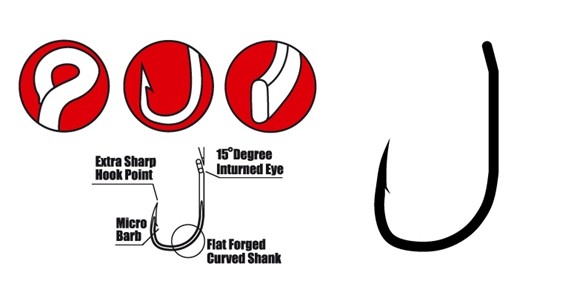 Extra Sharp
Hook Point
15°Degree
Inturned Eye
Micro
Barb
Flat Forged
Curved Shank